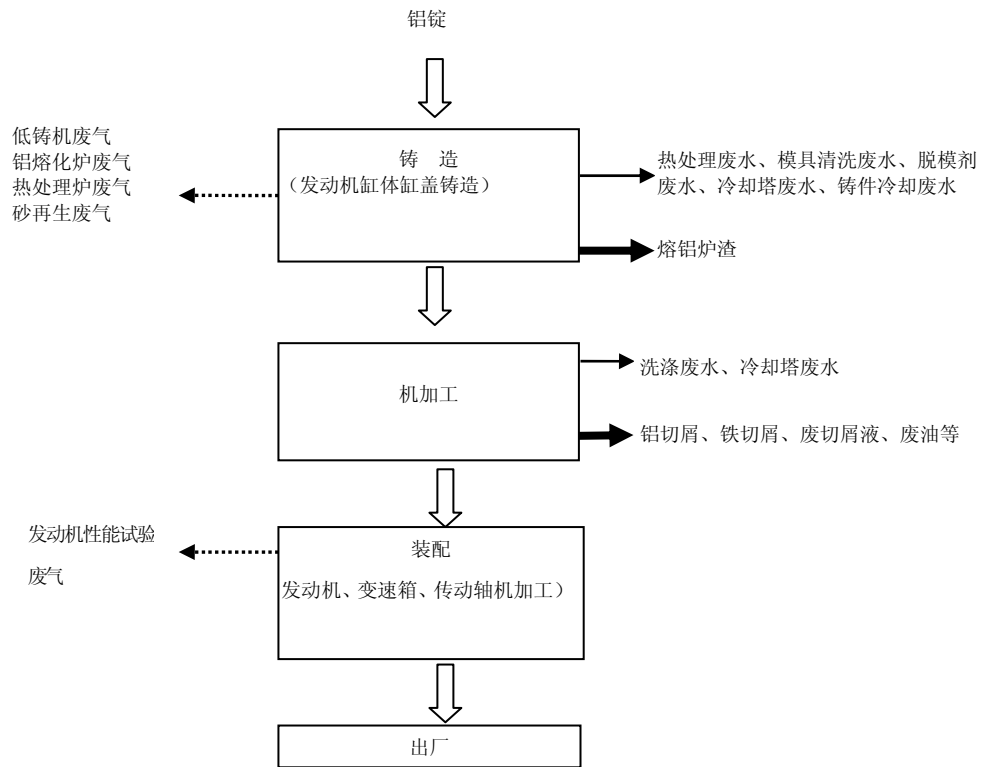 铝锭
低铸机废气
铝熔化炉废气
热处理炉废气
砂再生废气
铸 造
（发动机缸体缸盖铸造）
热处理废水、模具清洗废水、脱模剂
废水、冷却塔废水、铸件冷却废水
熔铝炉渣
机加工
洗涤废水、冷却塔废水
铝切屑、铁切屑、废切屑液、废油等
发动机性能试验
废气
装配
发动机、变速箱、传动轴机加工）
出厂